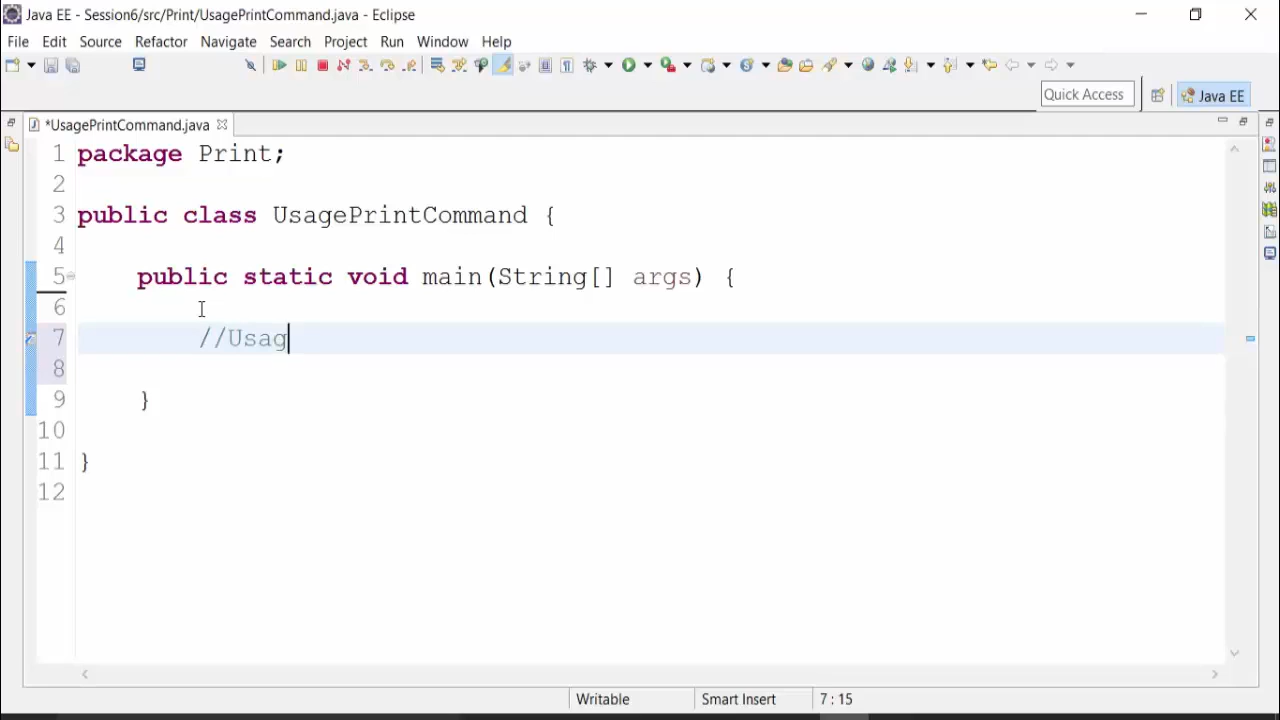 Java EE - Session6/src/Print/UsagePrintCommand.java - Eclipse
File Edit Source Refactor Navigate Search Project Run Window Help
Quick Access
Java EE
*UsagePrintCommand.java
1 package Print;
2
3 public class UsagePrintCommand {
4
5 public static void main(String[] args) {
6
7 //Usag
8
9 }
10
11 }
12
Writable Smart Insert 7 : 15